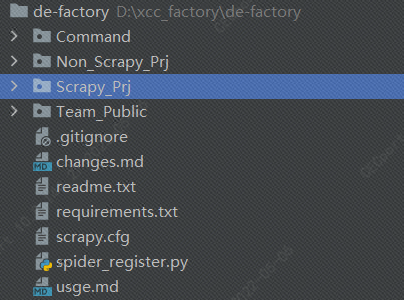 de-factory D:\xcc_factory\de-factory
Command
Non_Scrapy_Prj
Scrapy_Prj
Team_Public
.gitignore
changes.md
readme.txt
requirements.txt
scrapy.cfg
spider_register.py
usge.md